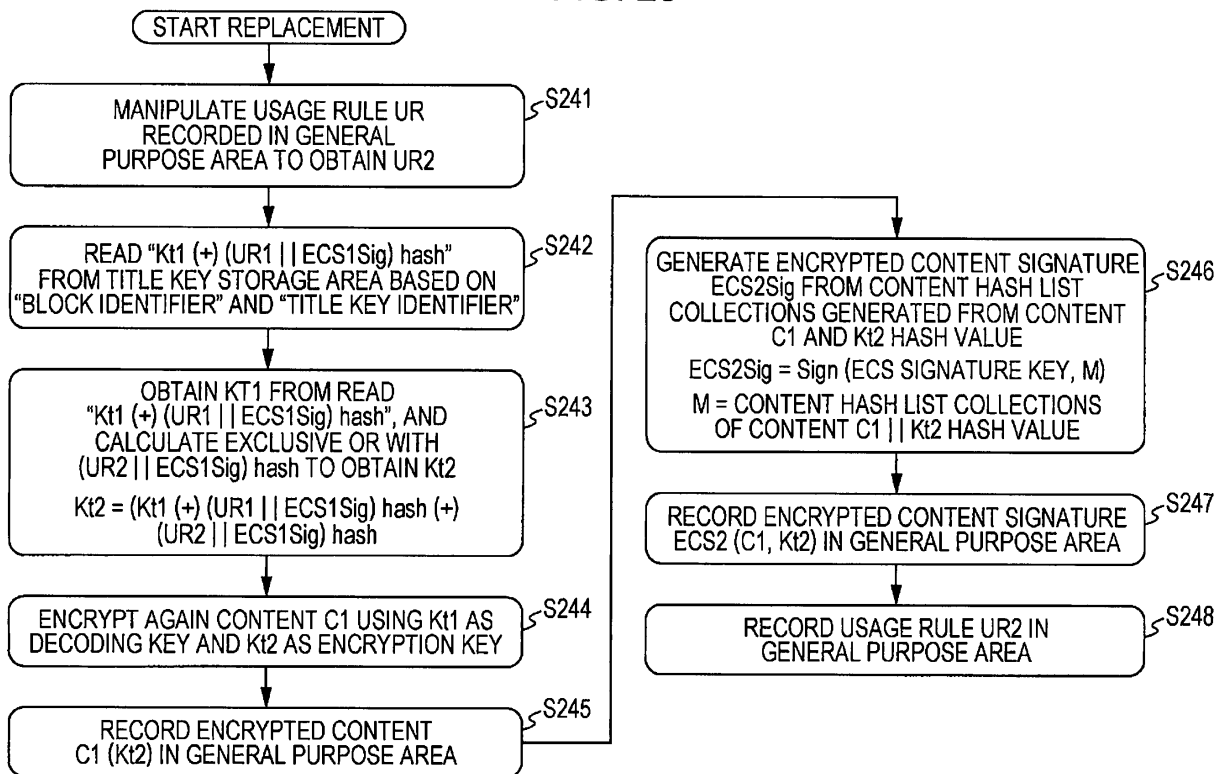 START REPLACEMENT
S241
MANIPULATE USAGE RULE UR
RECORDED IN GENERAL
PURPOSE AREA TO OBTAIN UR2
S242
READ "Kt1 (+) (UR1 || ECS1Sig) hash"
FROM TITLE KEY STORAGE AREA BASED ON
"BLOCK IDENTIFIER" AND "TITLE KEY IDENTIFIER"
S243
OBTAIN KT1 FROM READ
"Kt1 (+) (UR1 || ECS1Sig) hash", AND
CALCULATE EXCLUSIVE OR WITH
(UR2 || ECS1Sig) hash TO OBTAIN Kt2
Kt2 = (Kt1 (+) (UR1 || ECS1Sig) hash (+)
(UR2 || ECS1Sig) hash
S244
ENCRYPT AGAIN CONTENT C1 USING Kt1 AS
DECODING KEY AND Kt2 AS ENCRYPTION KEY
S245
RECORD ENCRYPTED CONTENT
C1 (Kt2) IN GENERAL PURPOSE AREA
S246
GENERATE ENCRYPTED CONTENT SIGNATURE
ECS2Sig FROM CONTENT HASH LIST
COLLECTIONS GENERATED FROM CONTENT
C1 AND Kt2 HASH VALUE
ECS2Sig = Sign (ECS SIGNATURE KEY, M)
M = CONTENT HASH LIST COLLECTIONS
OF CONTENT C1 || Kt2 HASH VALUE
S247
RECORD ENCRYPTED CONTENT SIGNATURE
ECS2 (C1, Kt2) IN GENERAL PURPOSE AREA
S248
RECORD USAGE RULE UR2 IN
GENERAL PURPOSE AREA